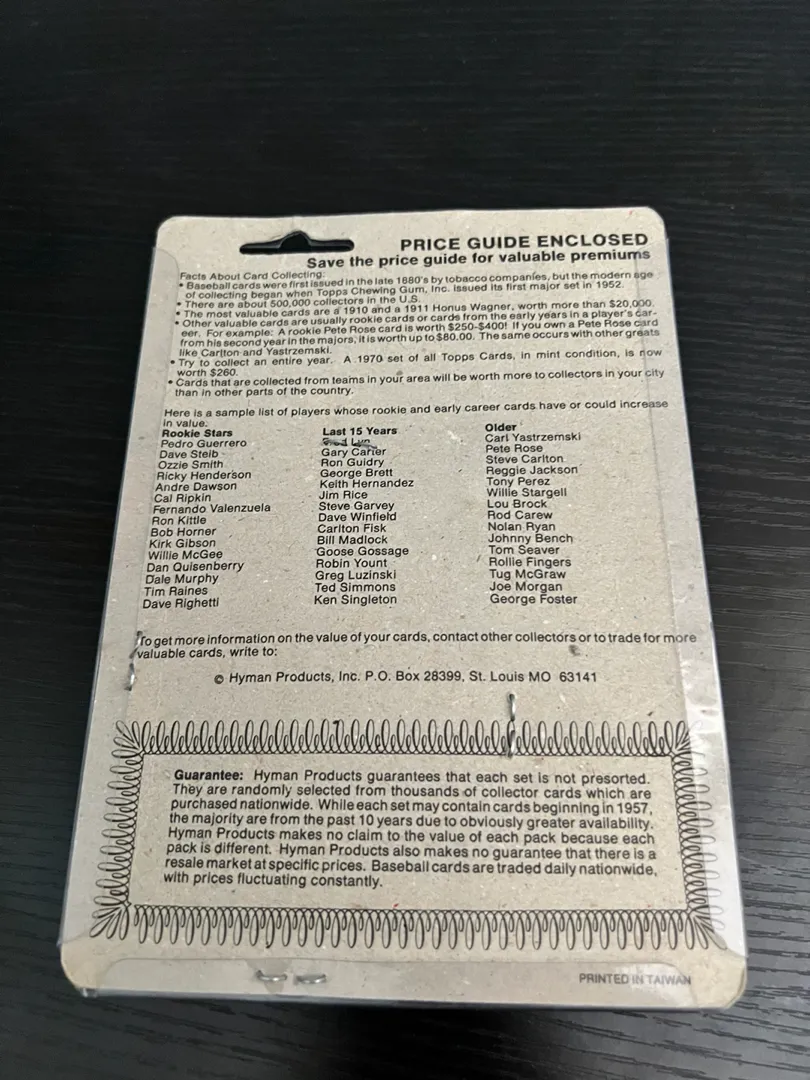 PRICE GUIDE ENCLOSED
Save the price guide for valuable premiums
Facts About Card Collecting:
• Baseball cards were first issued in the late 1880's by tobacco companies, but the modern age
of collecting began when Topps Chewing Gum, Inc. issued its first major set in 1952.
• There are about 500,000 collectors in the U.S.
• The most valuable cards are a 1910 and a 1911 Honus Wagner, worth more than $20,000.
• Other valuable cards are usually rookie cards or cards from the early years in a player's car-
eer. For example: A rookie Pete Rose card is worth $250-$400! If you own a Pete Rose card
from his second year in the majors, it is worth up to $80.00. The same occurs with other greats
like Carlton and Yastrzemski.
• Try to collect an entire year. A 1970 set of all Topps Cards, in mint condition, is now
worth $260.
• Cards that are collected from teams in your area will be worth more to collectors in your city
than in other parts of the country.
Here is a sample list of players whose rookie and early career cards have or could increase
in value.
Rookie Stars
Pedro Guerrero
Dave Steib
Ozzie Smith
Ricky Henderson
Andre Dawson
Cal Ripkin
Fernando Valenzuela
Ron Kittle
Bob Horner
Kirk Gibson
Willie McGee
Dan Quisenberry
Dale Murphy
Tim Raines
Dave Righetti
Last 15 Years
Gary Carter
Ron Guidry
George Brett
Keith Hernandez
Jim Rice
Steve Garvey
Dave Winfield
Carlton Fisk
Bill Madlock
Goose Gossage
Robin Yount
Greg Luzinski
Ted Simmons
Ken Singleton
Older
Carl Yastrzemski
Pete Rose
Steve Carlton
Reggie Jackson
Tony Perez
Willie Stargell
Lou Brock
Rod Carew
Nolan Ryan
Johnny Bench
Tom Seaver
Rollie Fingers
Tug McGraw
Joe Morgan
George Foster
To get more information on the value of your cards, contact other collectors or to trade for more
valuable cards, write to:
© Hyman Products, Inc. P.O. Box 28399, St. Louis MO 63141
Guarantee: Hyman Products guarantees that each set is not presorted.
They are randomly selected from thousands of collector cards which are
purchased nationwide. While each set may contain cards beginning in 1957,
the majority are from the past 10 years due to obviously greater availability.
Hyman Products makes no claim to the value of each pack because each
pack is different. Hyman Products also makes no guarantee that there is a
resale market at specific prices. Baseball cards are traded daily nationwide,
with prices fluctuating constantly.
PRINTED IN TAIWAN